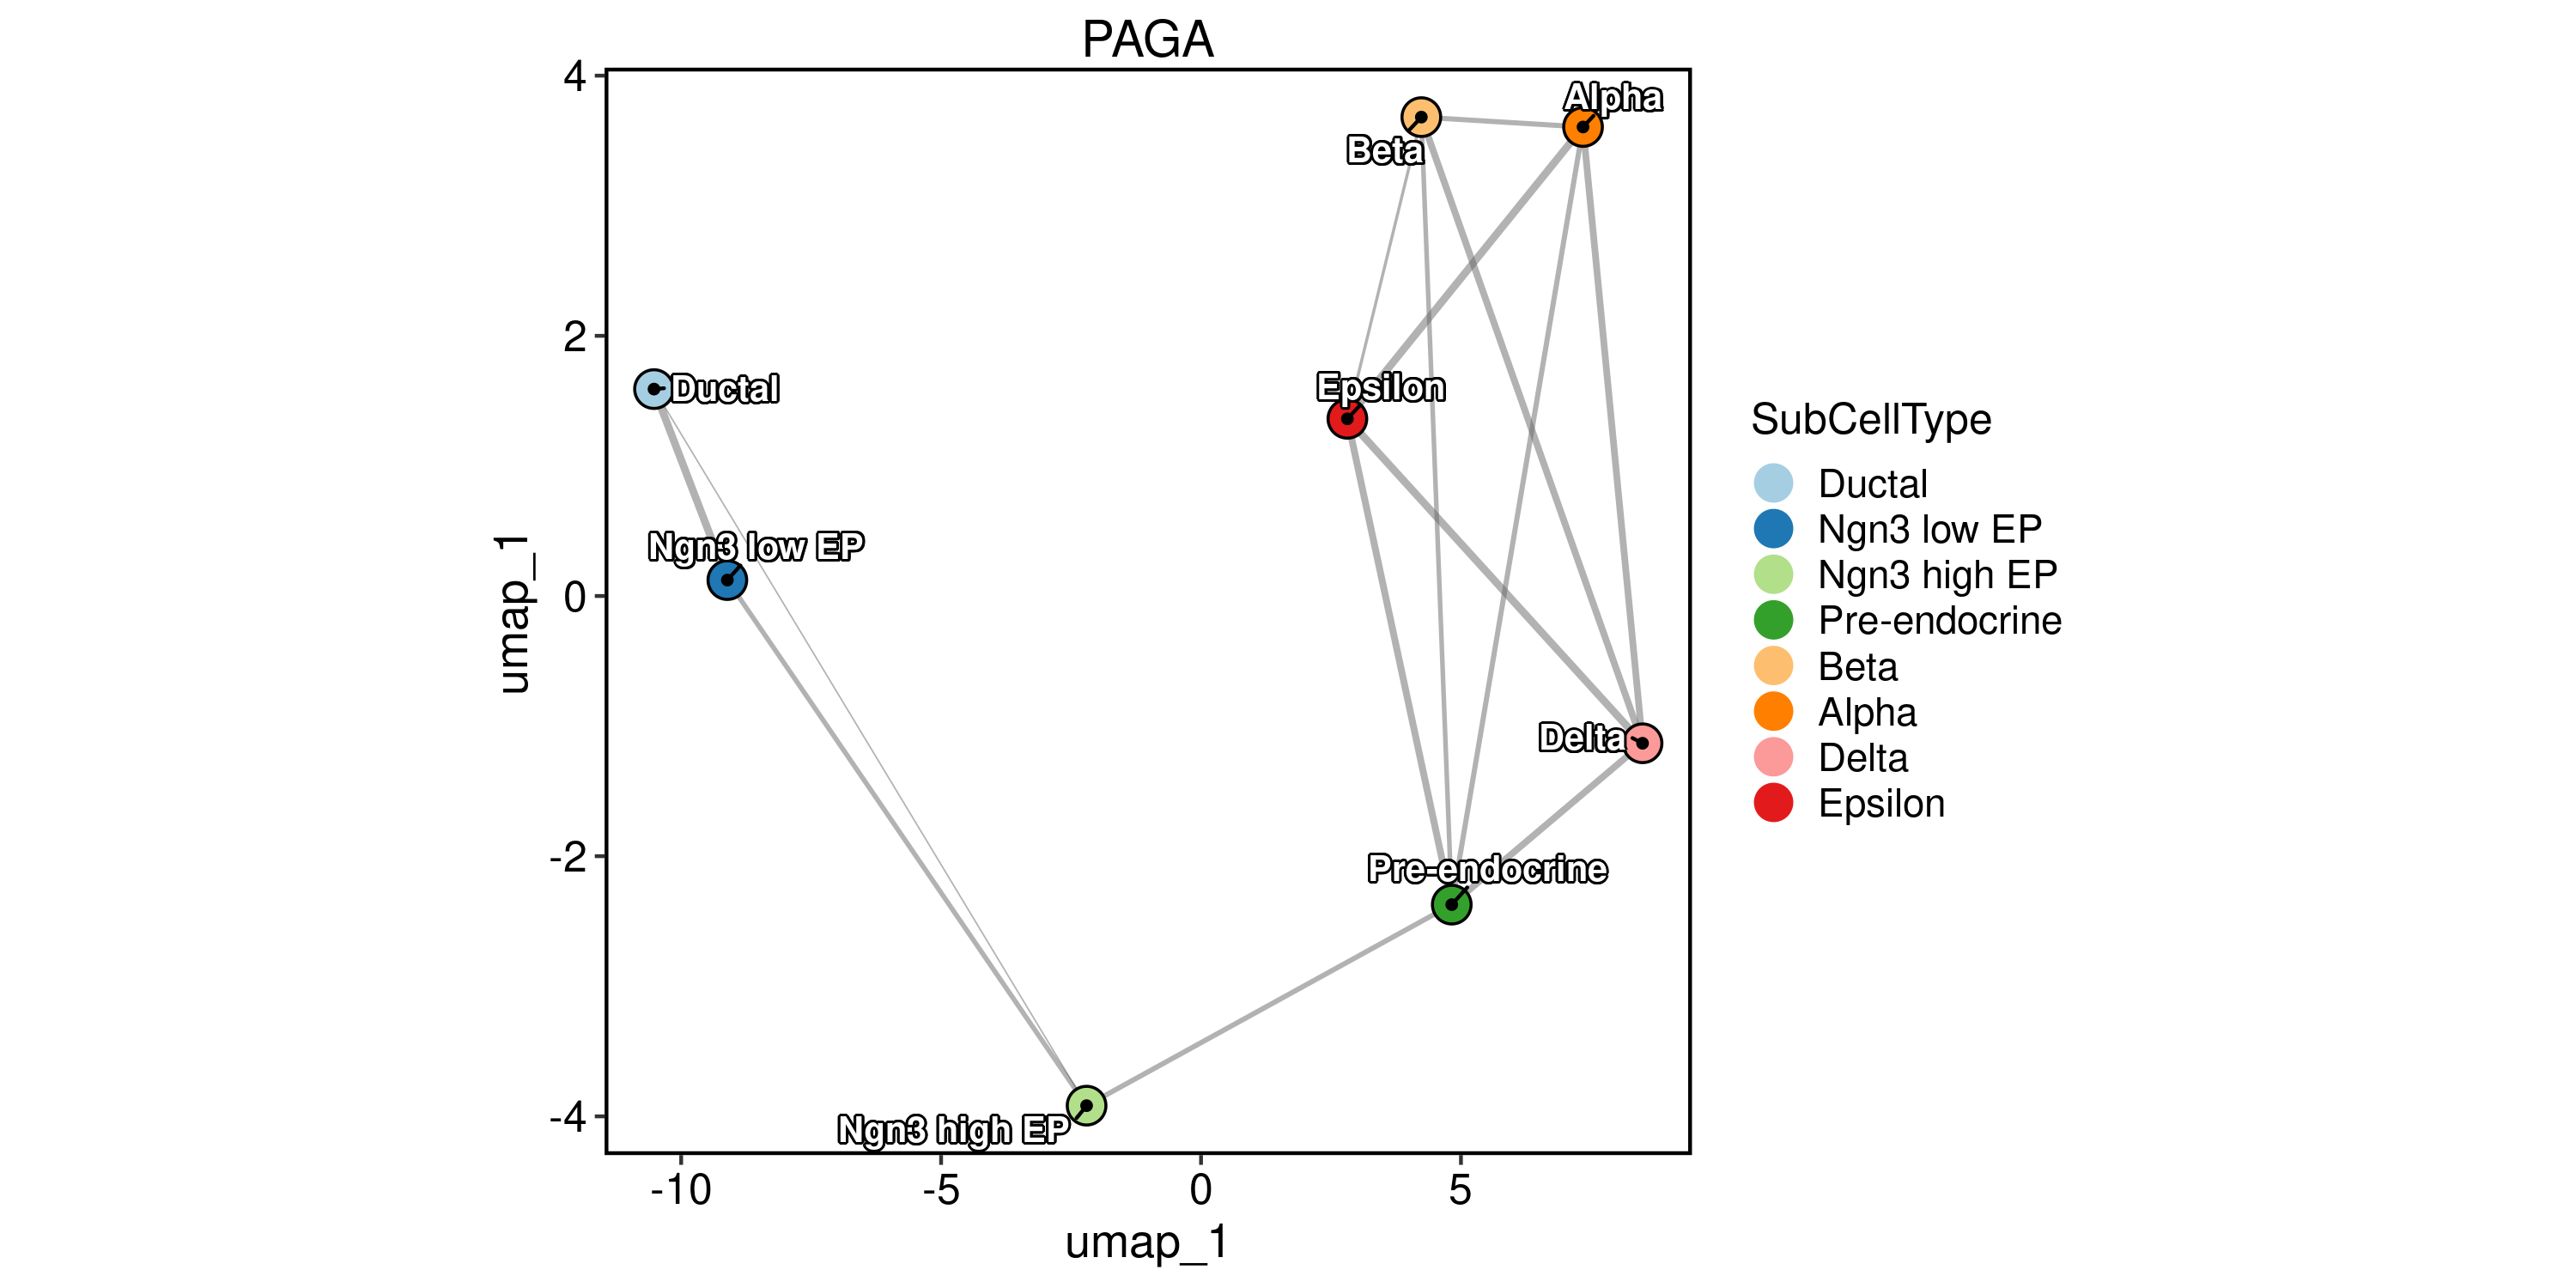 PAGA
4
2
0
-2
-4
umap_1
Alpha
Beta
Ductal
Epsilon
Ngn3 low EP
Delta
Pre-endocrine
Ngn3 high EP
-10
-5
0
5
umap_1
SubCellType
Ductal
Ngn3 low EP
Ngn3 high EP
Pre-endocrine
Beta
Alpha
Delta
Epsilon